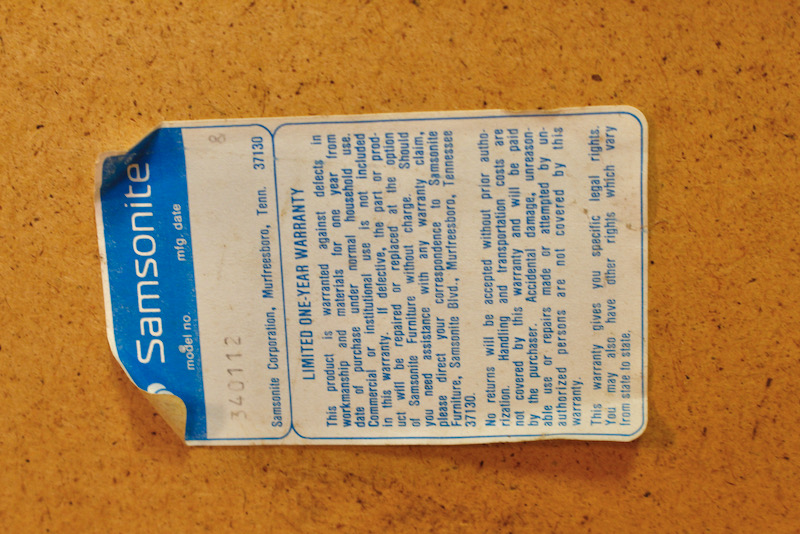 Samsonite
model no. mfg. date
340112 8
Samsonite Corporation, Murfreesboro, Tenn. 37130
LIMITED ONE-YEAR WARRANTY
This product is warranted against defects in
workmanship and materials for one year from
date of purchase under normal household use.
Commercial or institutional use is not included
in this warranty. If defective, the part or prod-
uct will be repaired or replaced at the option
of Samsonite Furniture without charge. Should
you need assistance with any warranty claim,
please direct your correspondence to Samsonite
Furniture, Samsonite Blvd., Murfreesboro, Tennessee
37130.
No returns will be accepted without prior autho-
rization. Handling and transportation costs are
not covered by this warranty and will be paid
by the purchaser. Accidental damage, unreason-
able use or repairs made or attempted by un-
authorized persons are not covered by this
warranty.
This warranty gives you specific legal rights.
You may also have other rights which vary
from state to state.